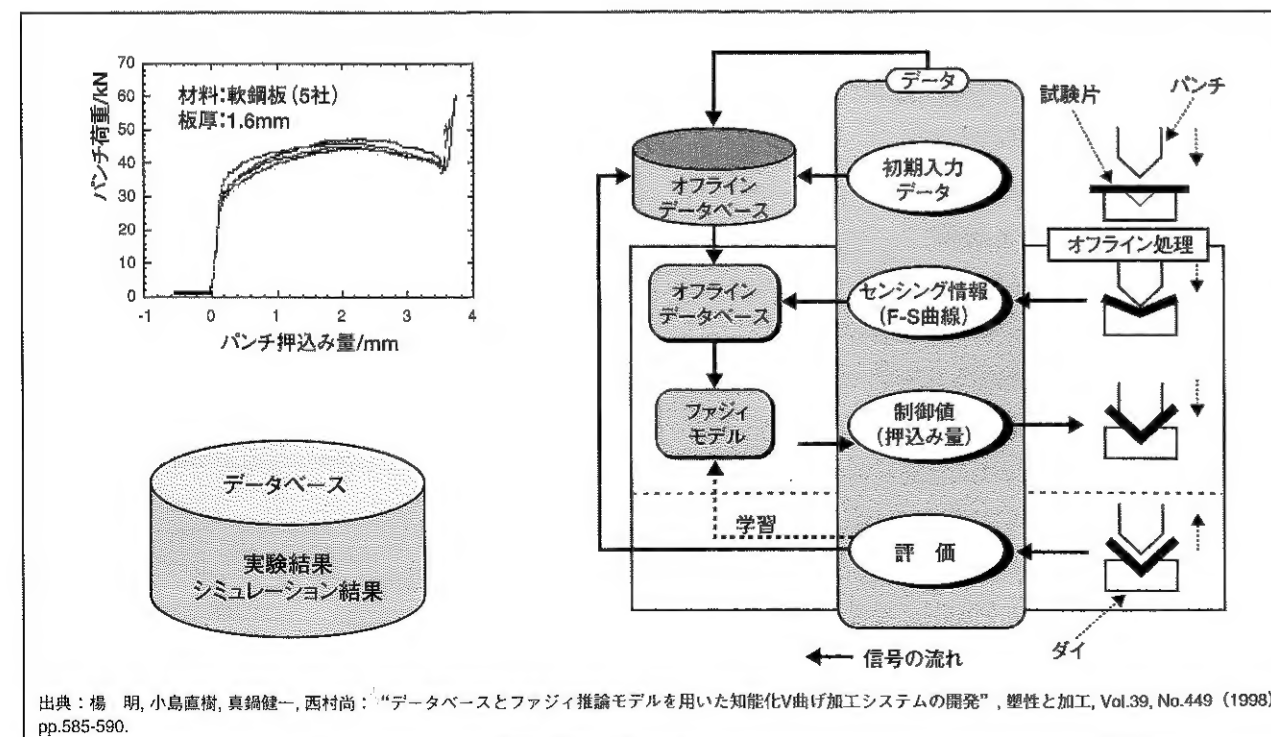 パンチ荷重/kN
70
60
50
40
30
20
10
0
材料:軟鋼板(5社)
板厚:1.6mm
-1
0
1
2
3
4
パンチ押込み量/mm
データベース
実験結果
シミュレーション結果
データ
オフライン
データベース
初期入力
データ
試験片
パンチ
オフライン処理
オフライン
データベース
センシング情報
(F-S曲線)
ファジィ
モデル
制御値
(押込み量)
学習
評 価
ダイ
信号の流れ
出典:楊 明, 小島直樹, 真鍋健一, 西村尚:“データベースとファジィ推論モデルを用いた知能化V曲げ加工システムの開発”, 塑性と加工, Vol.39, No.449(1998)
pp.585-590.